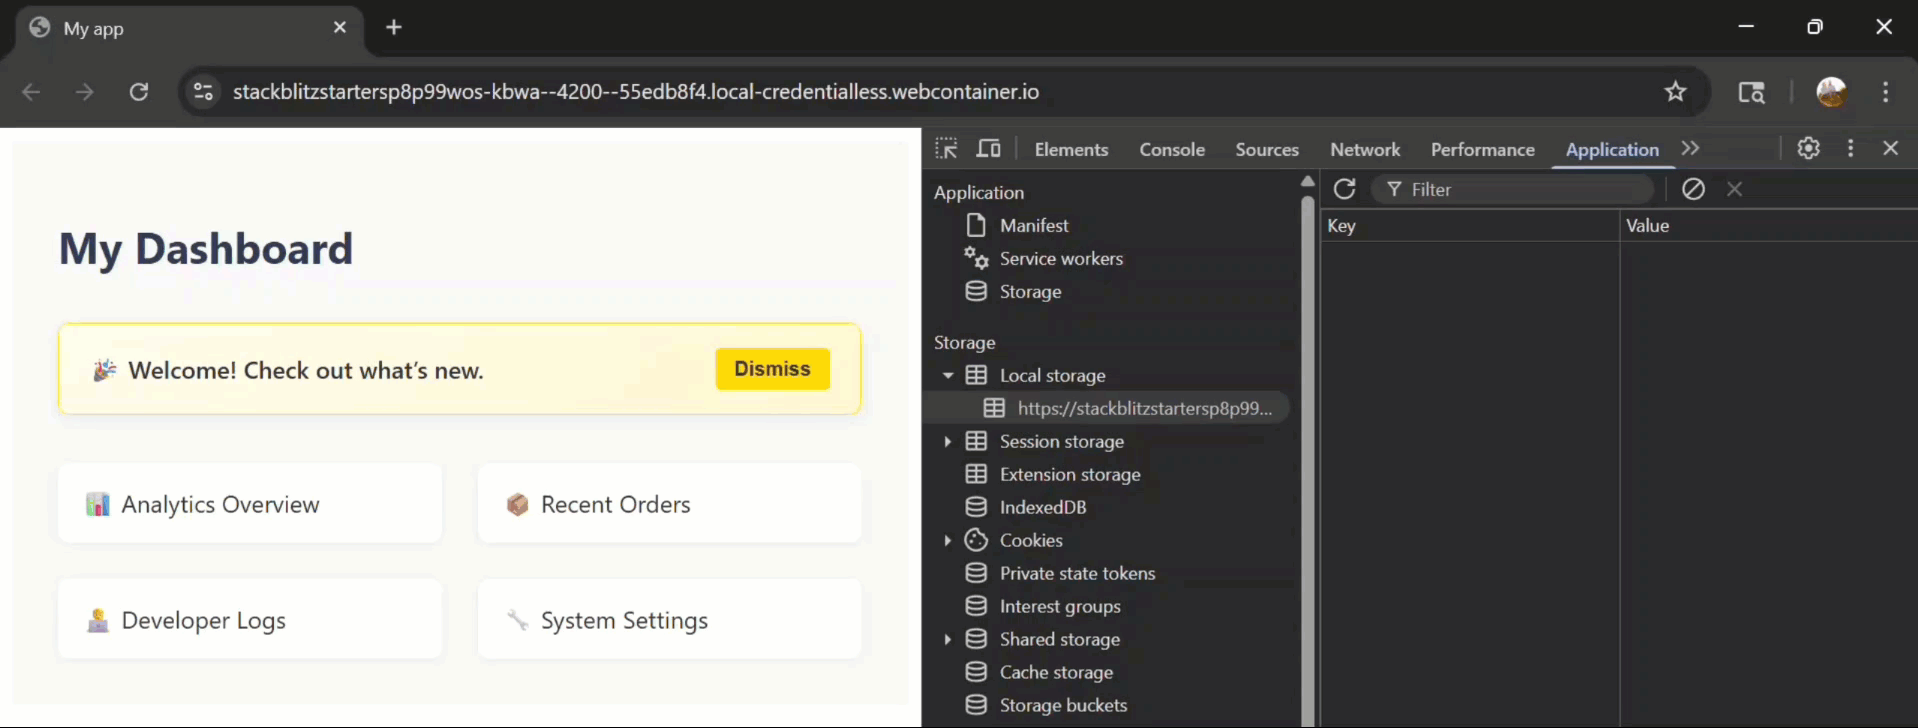 My app
stackblitzstartersp8p99wos-kbwa--4200--55edb8f4.local-credentialless.webcontainer.io
My Dashboard
Welcome! Check out what's new.
Dismiss
Analytics Overview
Recent Orders
Developer Logs
System Settings
Elements Console Sources Network Performance Application
Application
Manifest
Service workers
Storage
Storage
Local storage
https://stackblitzstartersp8p99...
Session storage
Extension storage
IndexedDB
Cookies
Private state tokens
Interest groups
Shared storage
Cache storage
Storage buckets
Filter
Key Value